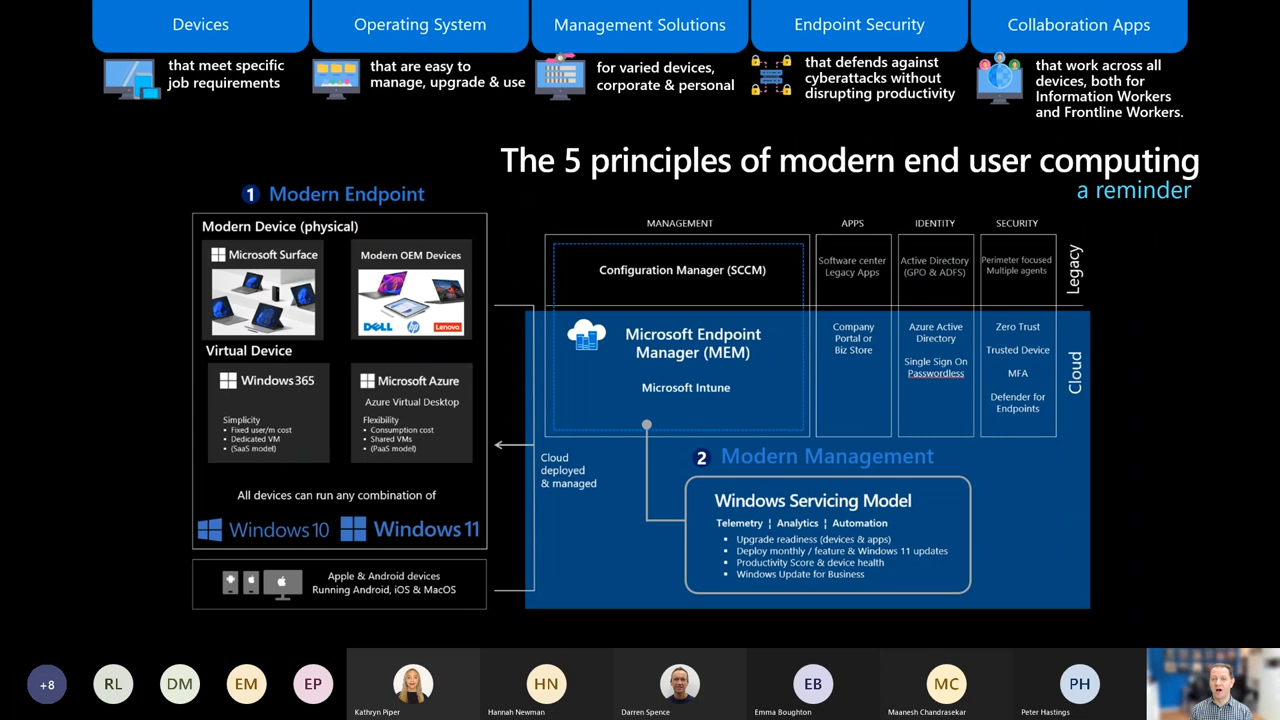 Devices
Operating System
Management Solutions
Endpoint Security
Collaboration Apps
that meet specific
job requirements
that are easy to
manage, upgrade & use
for varied devices,
corporate & personal
that defends against
cyberattacks without
disrupting productivity
that work across all
devices, both for
Information Workers
and Frontline Workers.
The 5 principles of modern end user computing
a reminder
1 Modern Endpoint
Modern Device (physical)
Microsoft Surface
Modern OEM Devices
DELL
hp
Lenovo
Virtual Device
Windows 365
Simplicity
Fixed user/m cost
Dedicated VM
(SaaS model)
Microsoft Azure
Azure Virtual Desktop
Flexibility
Consumption cost
Shared VMs
(PaaS model)
All devices can run any combination of
Windows 10
Windows 11
Apple & Android devices
Running Android, iOS & MacOS
MANAGEMENT
APPS
IDENTITY
SECURITY
Configuration Manager (SCCM)
Software center
Legacy Apps
Active Directory
(GPO & ADFS)
Perimeter focused
Multiple agents
Legacy
Microsoft Endpoint
Manager (MEM)
Microsoft Intune
Company
Portal or
Biz Store
Azure Active
Directory
Single Sign On
Passwordless
Zero Trust
Trusted Device
MFA
Defender for
Endpoints
Cloud
Cloud
deployed
& managed
2 Modern Management
Windows Servicing Model
Telemetry ¦ Analytics ¦ Automation
Upgrade readiness (devices & apps)
Deploy monthly / feature & Windows 11 updates
Productivity Score & device health
Windows Update for Business
+8
RL
DM
EM
EP
Kathryn Piper
HN
Hannah Newman
Darren Spence
EB
Emma Boughton
MC
Maanesh Chandrasekar
PH
Peter Hastings